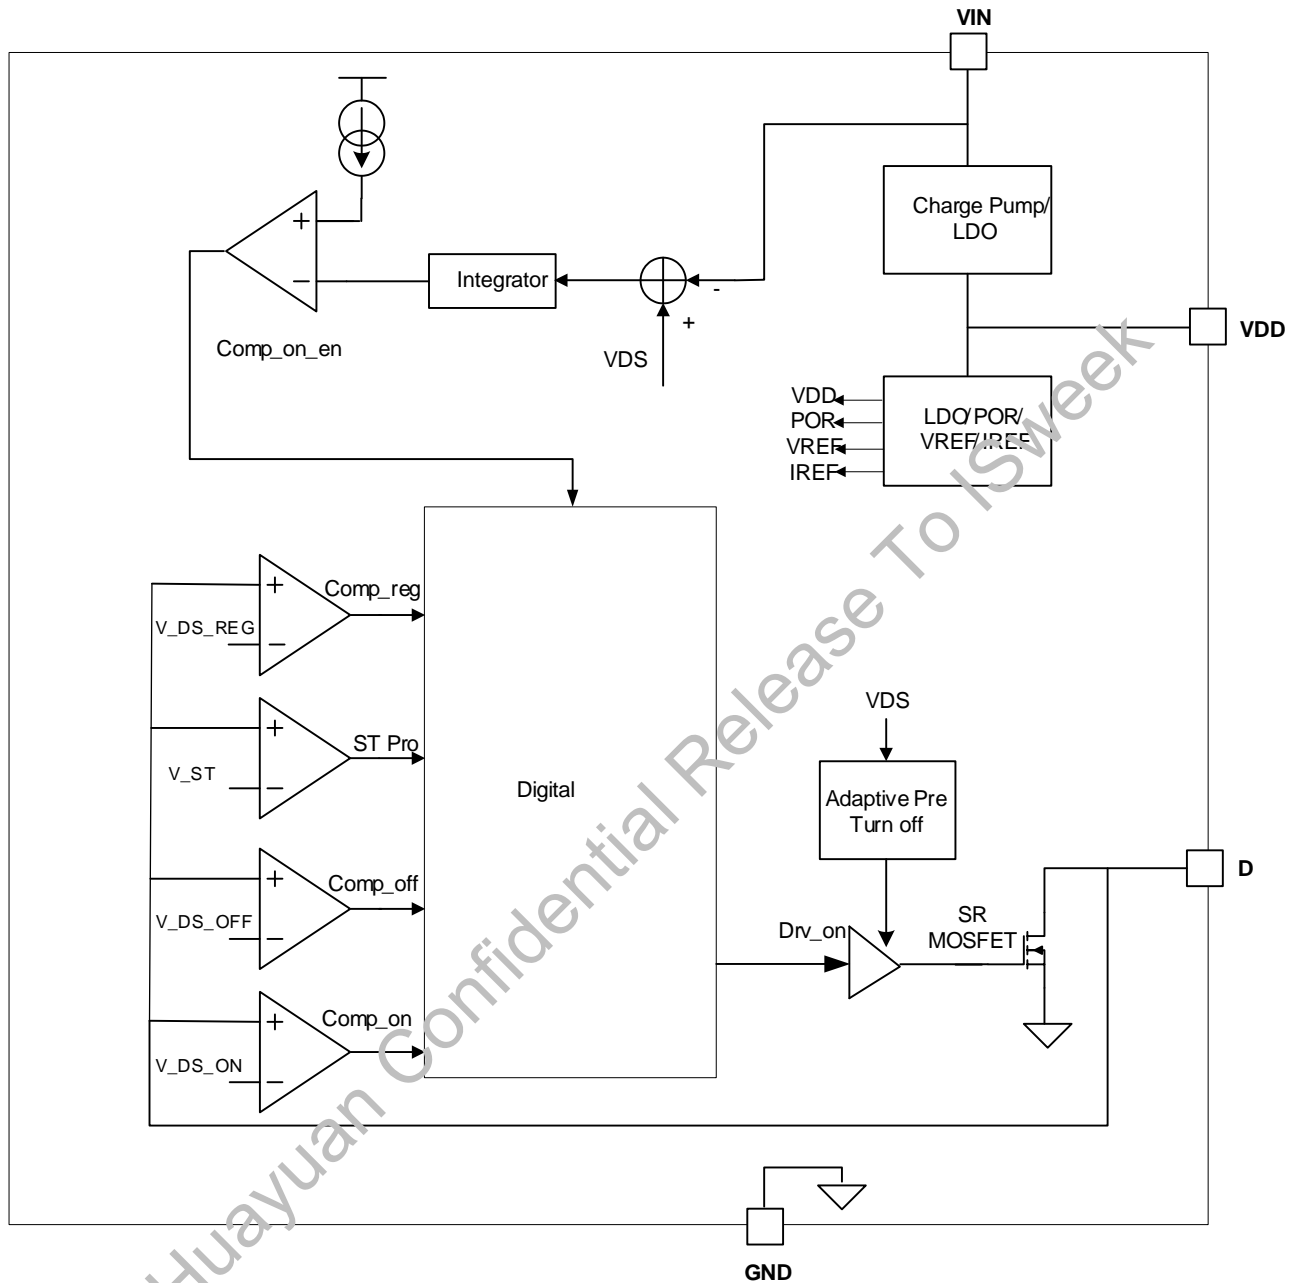 VIN
Charge Pump/
LDO
+
−
Integrator
-
+
VDS
Comp_on_en
VDD
VDD
POR
VREF
IREF
LDO/POR/
VREF/IREF
Comp_reg
+
V_DS_REG
−
ST Pro
+
V_ST
−
Digital
VDS
Adaptive Pre
Turn off
Comp_off
+
V_DS_OFF
−
D
Drv_on
SR
MOSFET
Comp_on
+
V_DS_ON
−
GND
Huayuan Confidential Release To ISweek